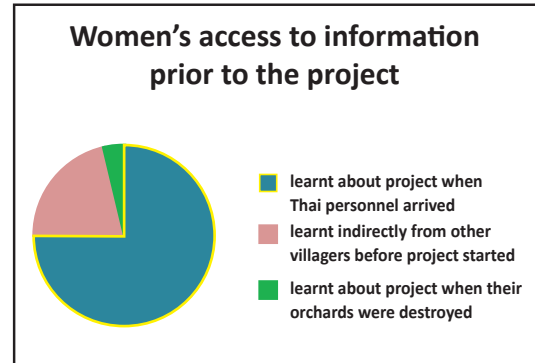 Women’s access to information
prior to the project
learnt about project when
Thai personnel arrived
learnt indirectly from other
villagers before project started
learnt about project when their
orchards were destroyed